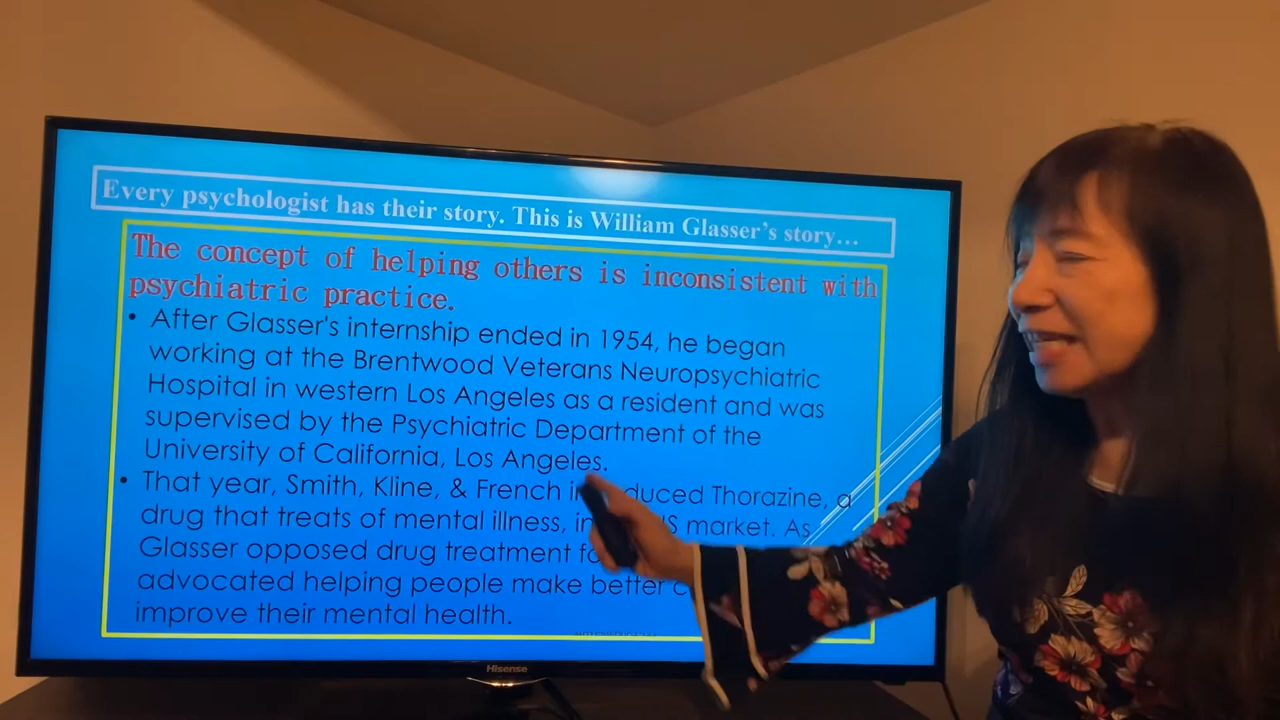 Every psychologist has their story. This is William Glasser's story...
The concept of helping others is inconsistent with
psychiatric practice.
• After Glasser's internship ended in 1954, he began
working at the Brentwood Veterans Neuropsychiatric
Hospital in western Los Angeles as a resident and was
supervised by the Psychiatric Department of the
University of California, Los Angeles.
• That year, Smith, Kline, & French in duced Thorazine, a
drug that treats of mental illness, in US market. As
Glasser opposed drug treatment
advocated helping people make better
improve their mental health.
Hisense